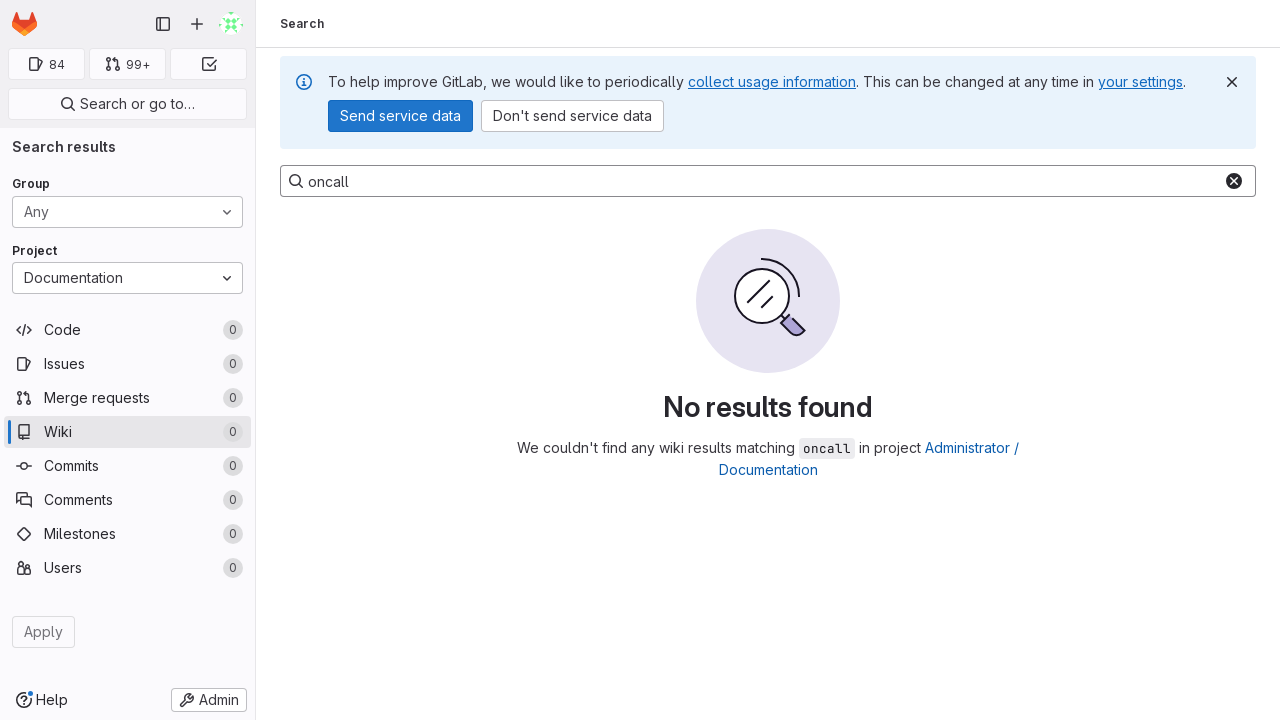 84
99+
Search or go to…
Search results
Group
Any
Project
Documentation
Code 0
Issues 0
Merge requests 0
Wiki 0
Commits 0
Comments 0
Milestones 0
Users 0
Apply
Help
Admin
Search
To help improve GitLab, we would like to periodically collect usage information. This can be changed at any time in your settings.
Send service data
Don't send service data
oncall
No results found
We couldn't find any wiki results matching oncall in project Administrator /
Documentation